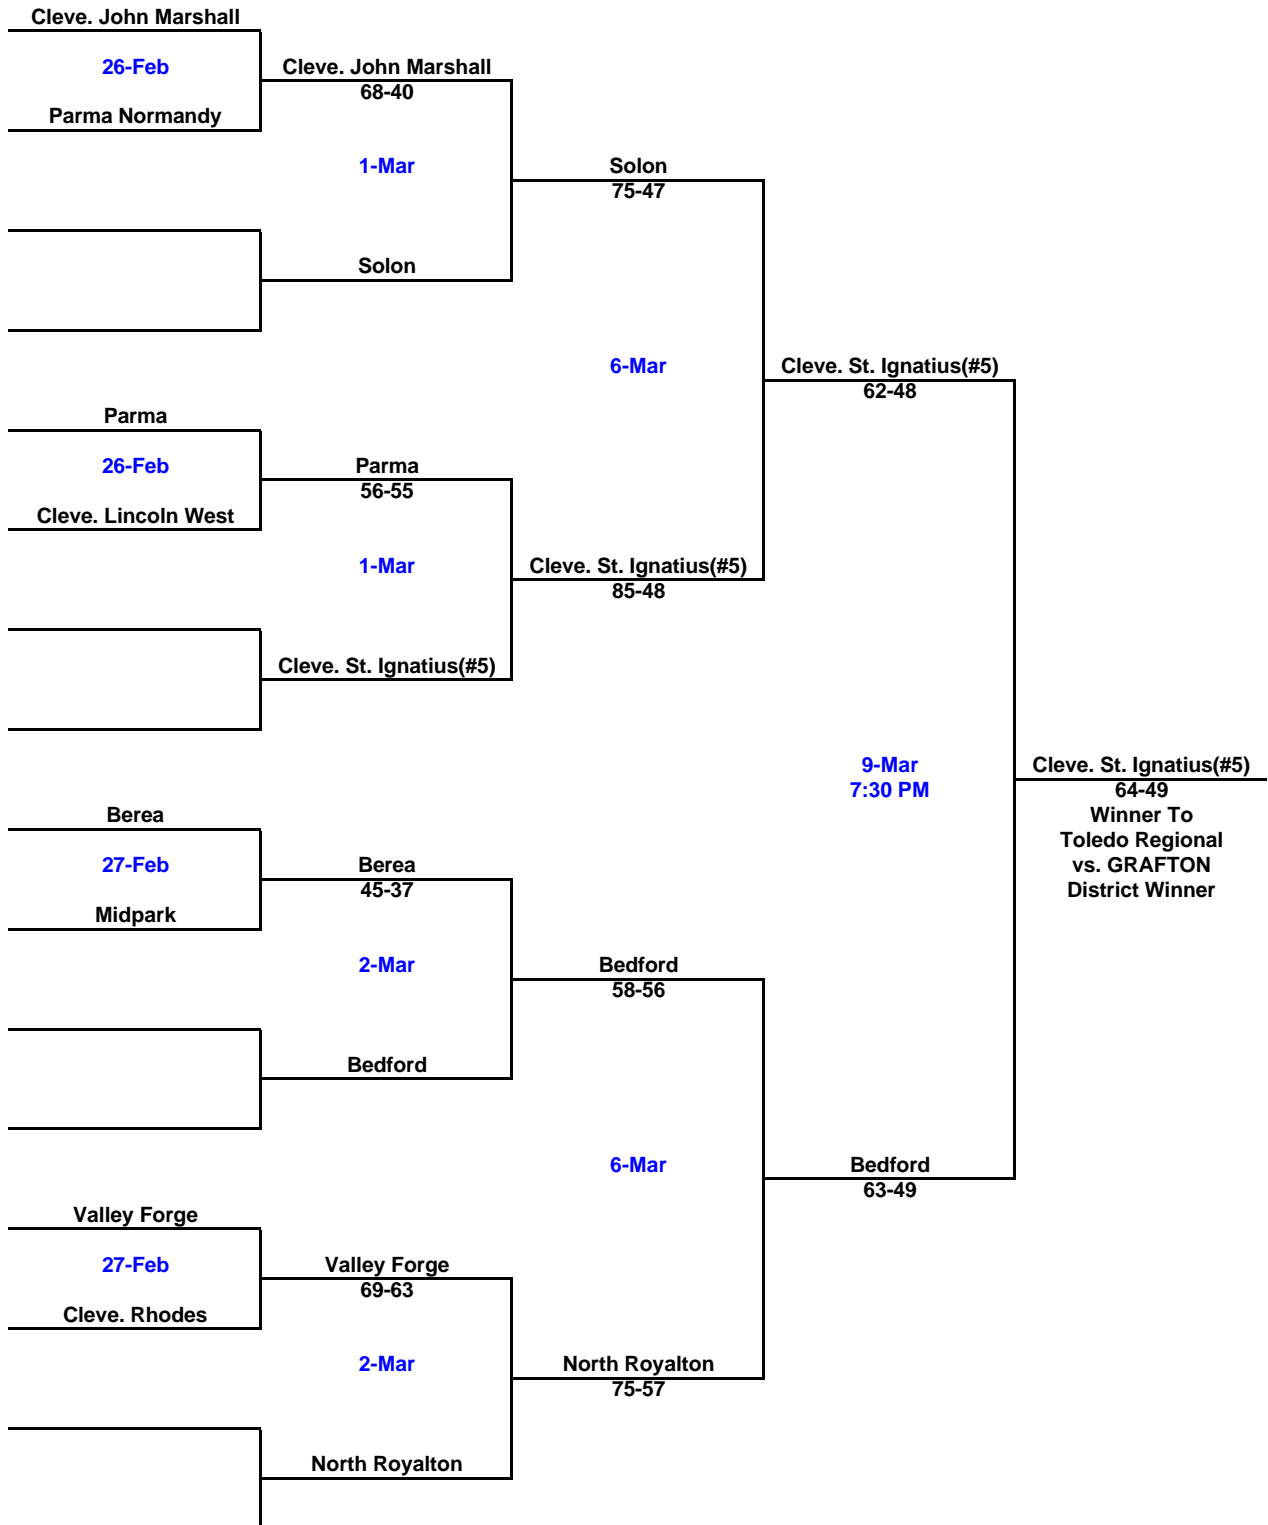 Cleve. John Marshall
26-Feb
Cleve. John Marshall
68-40
Parma Normandy
1-Mar
Solon
75-47
Solon
6-Mar
Cleve. St. Ignatius(#5)
62-48
Parma
26-Feb
Parma
56-55
Cleve. Lincoln West
1-Mar
Cleve. St. Ignatius(#5)
85-48
Cleve. St. Ignatius(#5)
9-Mar
7:30 PM
Cleve. St. Ignatius(#5)
64-49
Winner To
Toledo Regional
vs. GRAFTON
District Winner
Berea
27-Feb
Berea
45-37
Midpark
2-Mar
Bedford
58-56
Bedford
6-Mar
Bedford
63-49
Valley Forge
27-Feb
Valley Forge
69-63
Cleve. Rhodes
2-Mar
North Royalton
75-57
North Royalton